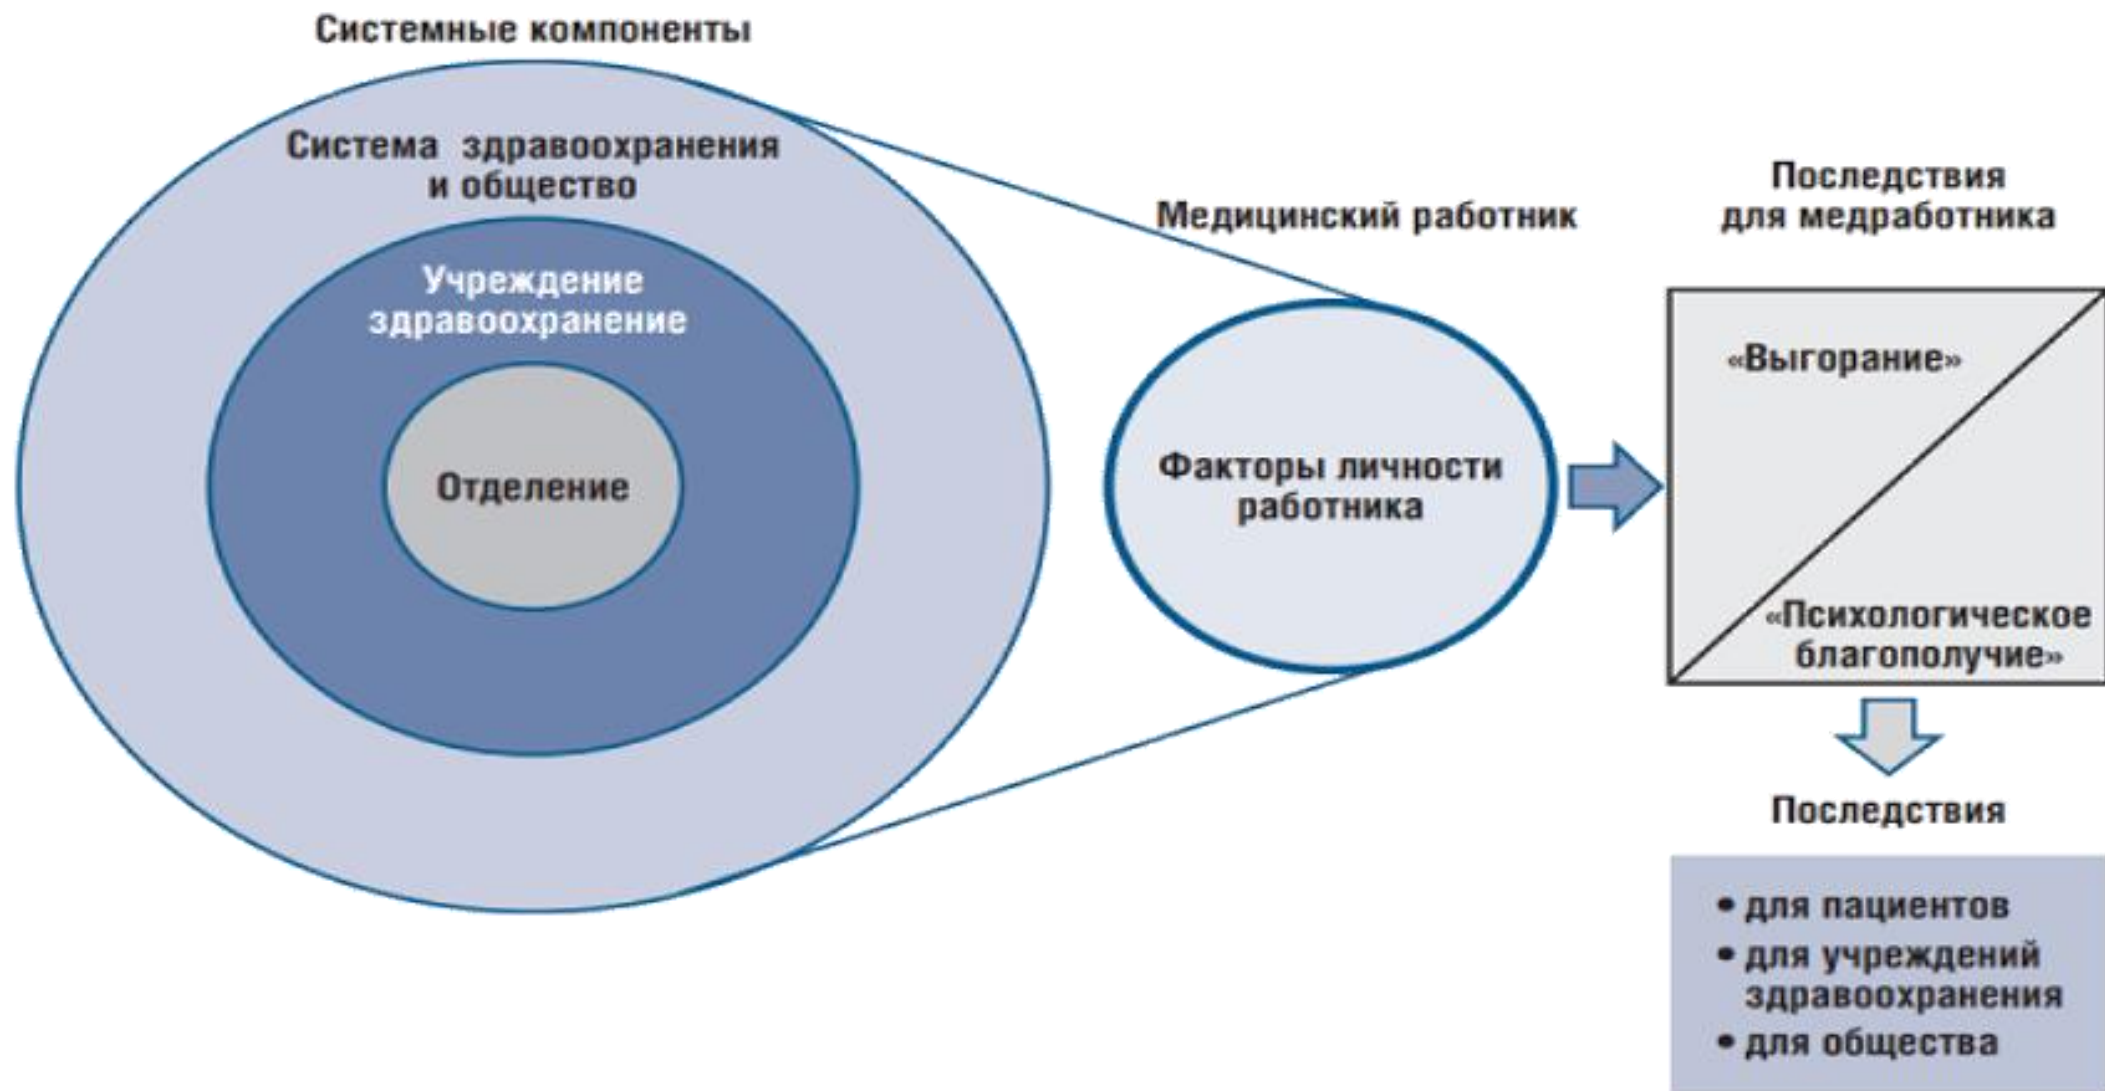 Системные компоненты
Система здравоохранения
и общество
Учреждение
здравоохранение
Отделение
Медицинский работник
Факторы личности
работника
Последствия
для медработника
«Выгорание»
«Психологическое
благополучие»
Последствия
• для пациентов
• для учреждений
здравоохранения
• для общества